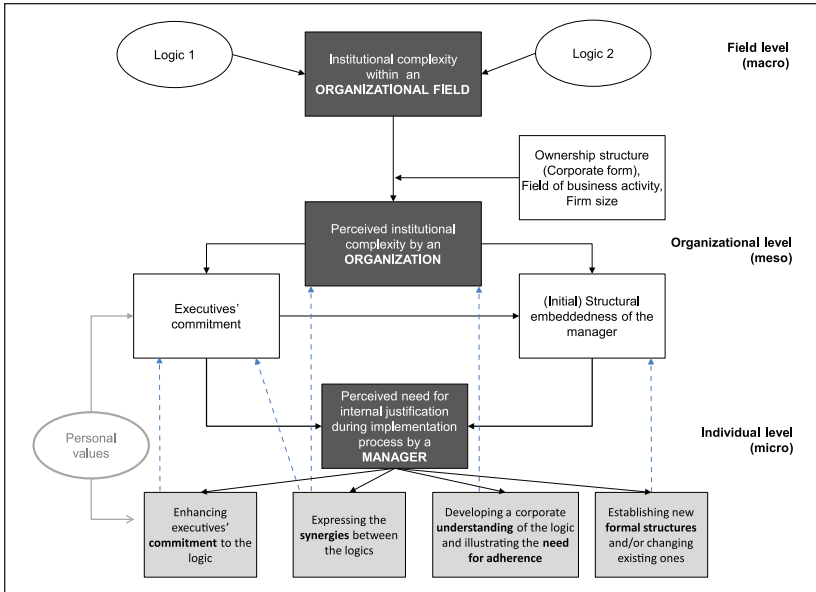 Logic 1
Institutional complexity
within an
ORGANIZATIONAL FIELD
Logic 2
Field level
(macro)
Ownership structure
(Corporate form),
Field of business activity,
Firm size
Perceived institutional
complexity by an
ORGANIZATION
Organizational level
(meso)
Executives'
commitment
(Initial) Structural
embeddedness of the
manager
Perceived need for
internal justification
during implementation
process by a
MANAGER
Individual level
(micro)
Personal
values
Enhancing
executives'
commitment to the
logic
Expressing the
synergies between
the logics
Developing a corporate
understanding of the logic
and illustrating the need
for adherence
Establishing new
formal structures
and/or changing
existing ones